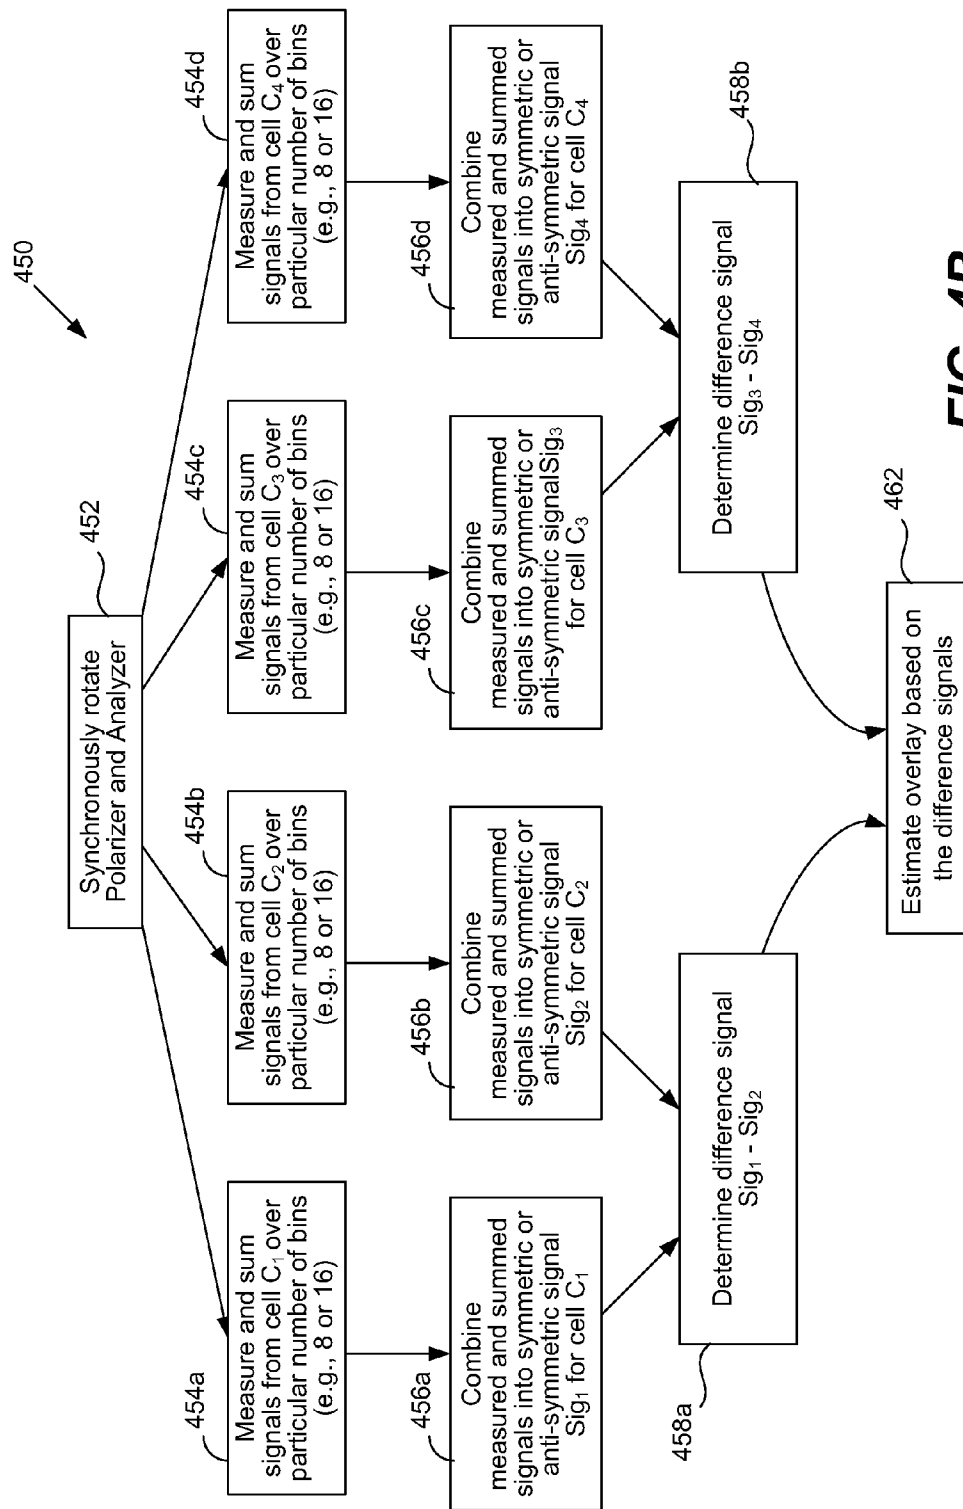 450
Synchronously rotate
Polarizer and Analyzer
452
454a
Measure and sum
signals from cell C1 over
particular number of bins
(e.g., 8 or 16)
454b
Measure and sum
signals from cell C2 over
particular number of bins
(e.g., 8 or 16)
454c
Measure and sum
signals from cell C3 over
particular number of bins
(e.g., 8 or 16)
454d
Measure and sum
signals from cell C4 over
particular number of bins
(e.g., 8 or 16)
456a
Combine
measured and summed
signals into symmetric or
anti-symmetric signal
Sig1 for cell C1
456b
Combine
measured and summed
signals into symmetric or
anti-symmetric signal
Sig2 for cell C2
456c
Combine
measured and summed
signals into symmetric or
anti-symmetric signalSig3
for cell C3
456d
Combine
measured and summed
signals into symmetric or
anti-symmetric signal
Sig4 for cell C4
458a
Determine difference signal
Sig1 - Sig2
458b
Determine difference signal
Sig3 - Sig4
462
Estimate overlay based on
the difference signals
FIG. 4B